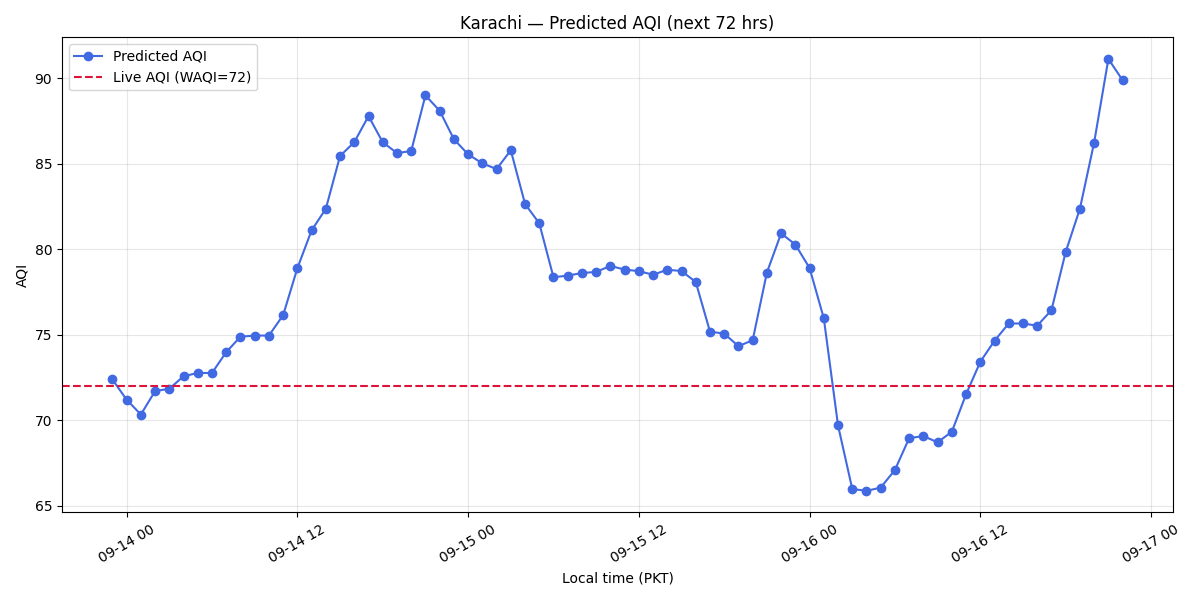 Karachi — Predicted AQI (next 72 hrs)
Predicted AQI
Live AQI (WAQI=72)
AQI
90
85
80
75
70
65
09-14 00
09-14 12
09-15 00
09-15 12
09-16 00
09-16 12
09-17 00
Local time (PKT)